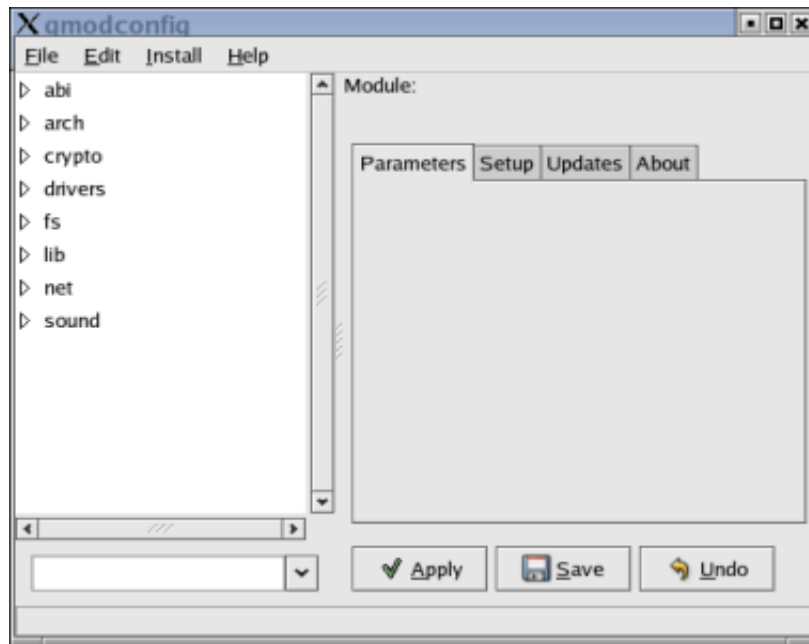 gmodconfig
File Edit Install Help
abi
arch
crypto
drivers
fs
lib
net
sound
Module:
Parameters Setup Updates About
Apply Save Undo